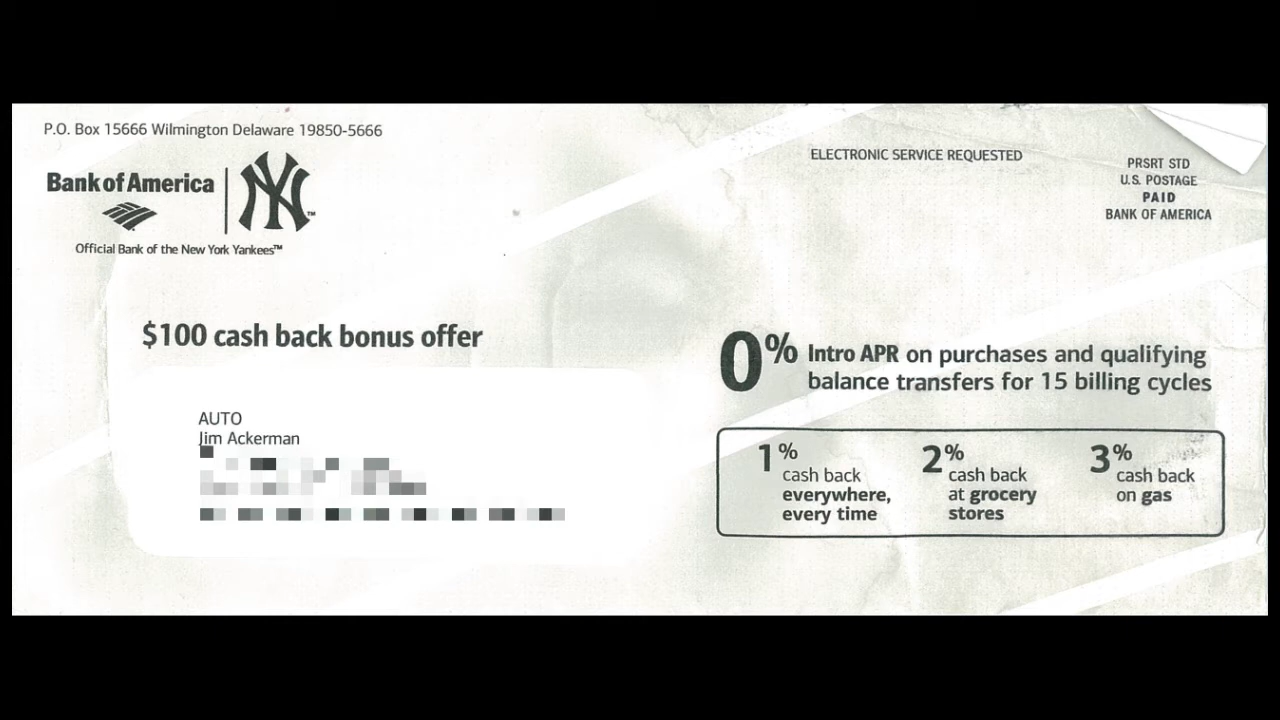 P.O. Box 15666 Wilmington Delaware 19850-5666
Bank of America
NY™
Official Bank of the New York Yankees™
ELECTRONIC SERVICE REQUESTED
PRSRT STD
U.S. POSTAGE
PAID
BANK OF AMERICA
$100 cash back bonus offer
AUTO
Jim Ackerman
0% Intro APR on purchases and qualifying
balance transfers for 15 billing cycles
1%
cash back
everywhere,
every time
2%
cash back
at grocery
stores
3%
cash back
on gas